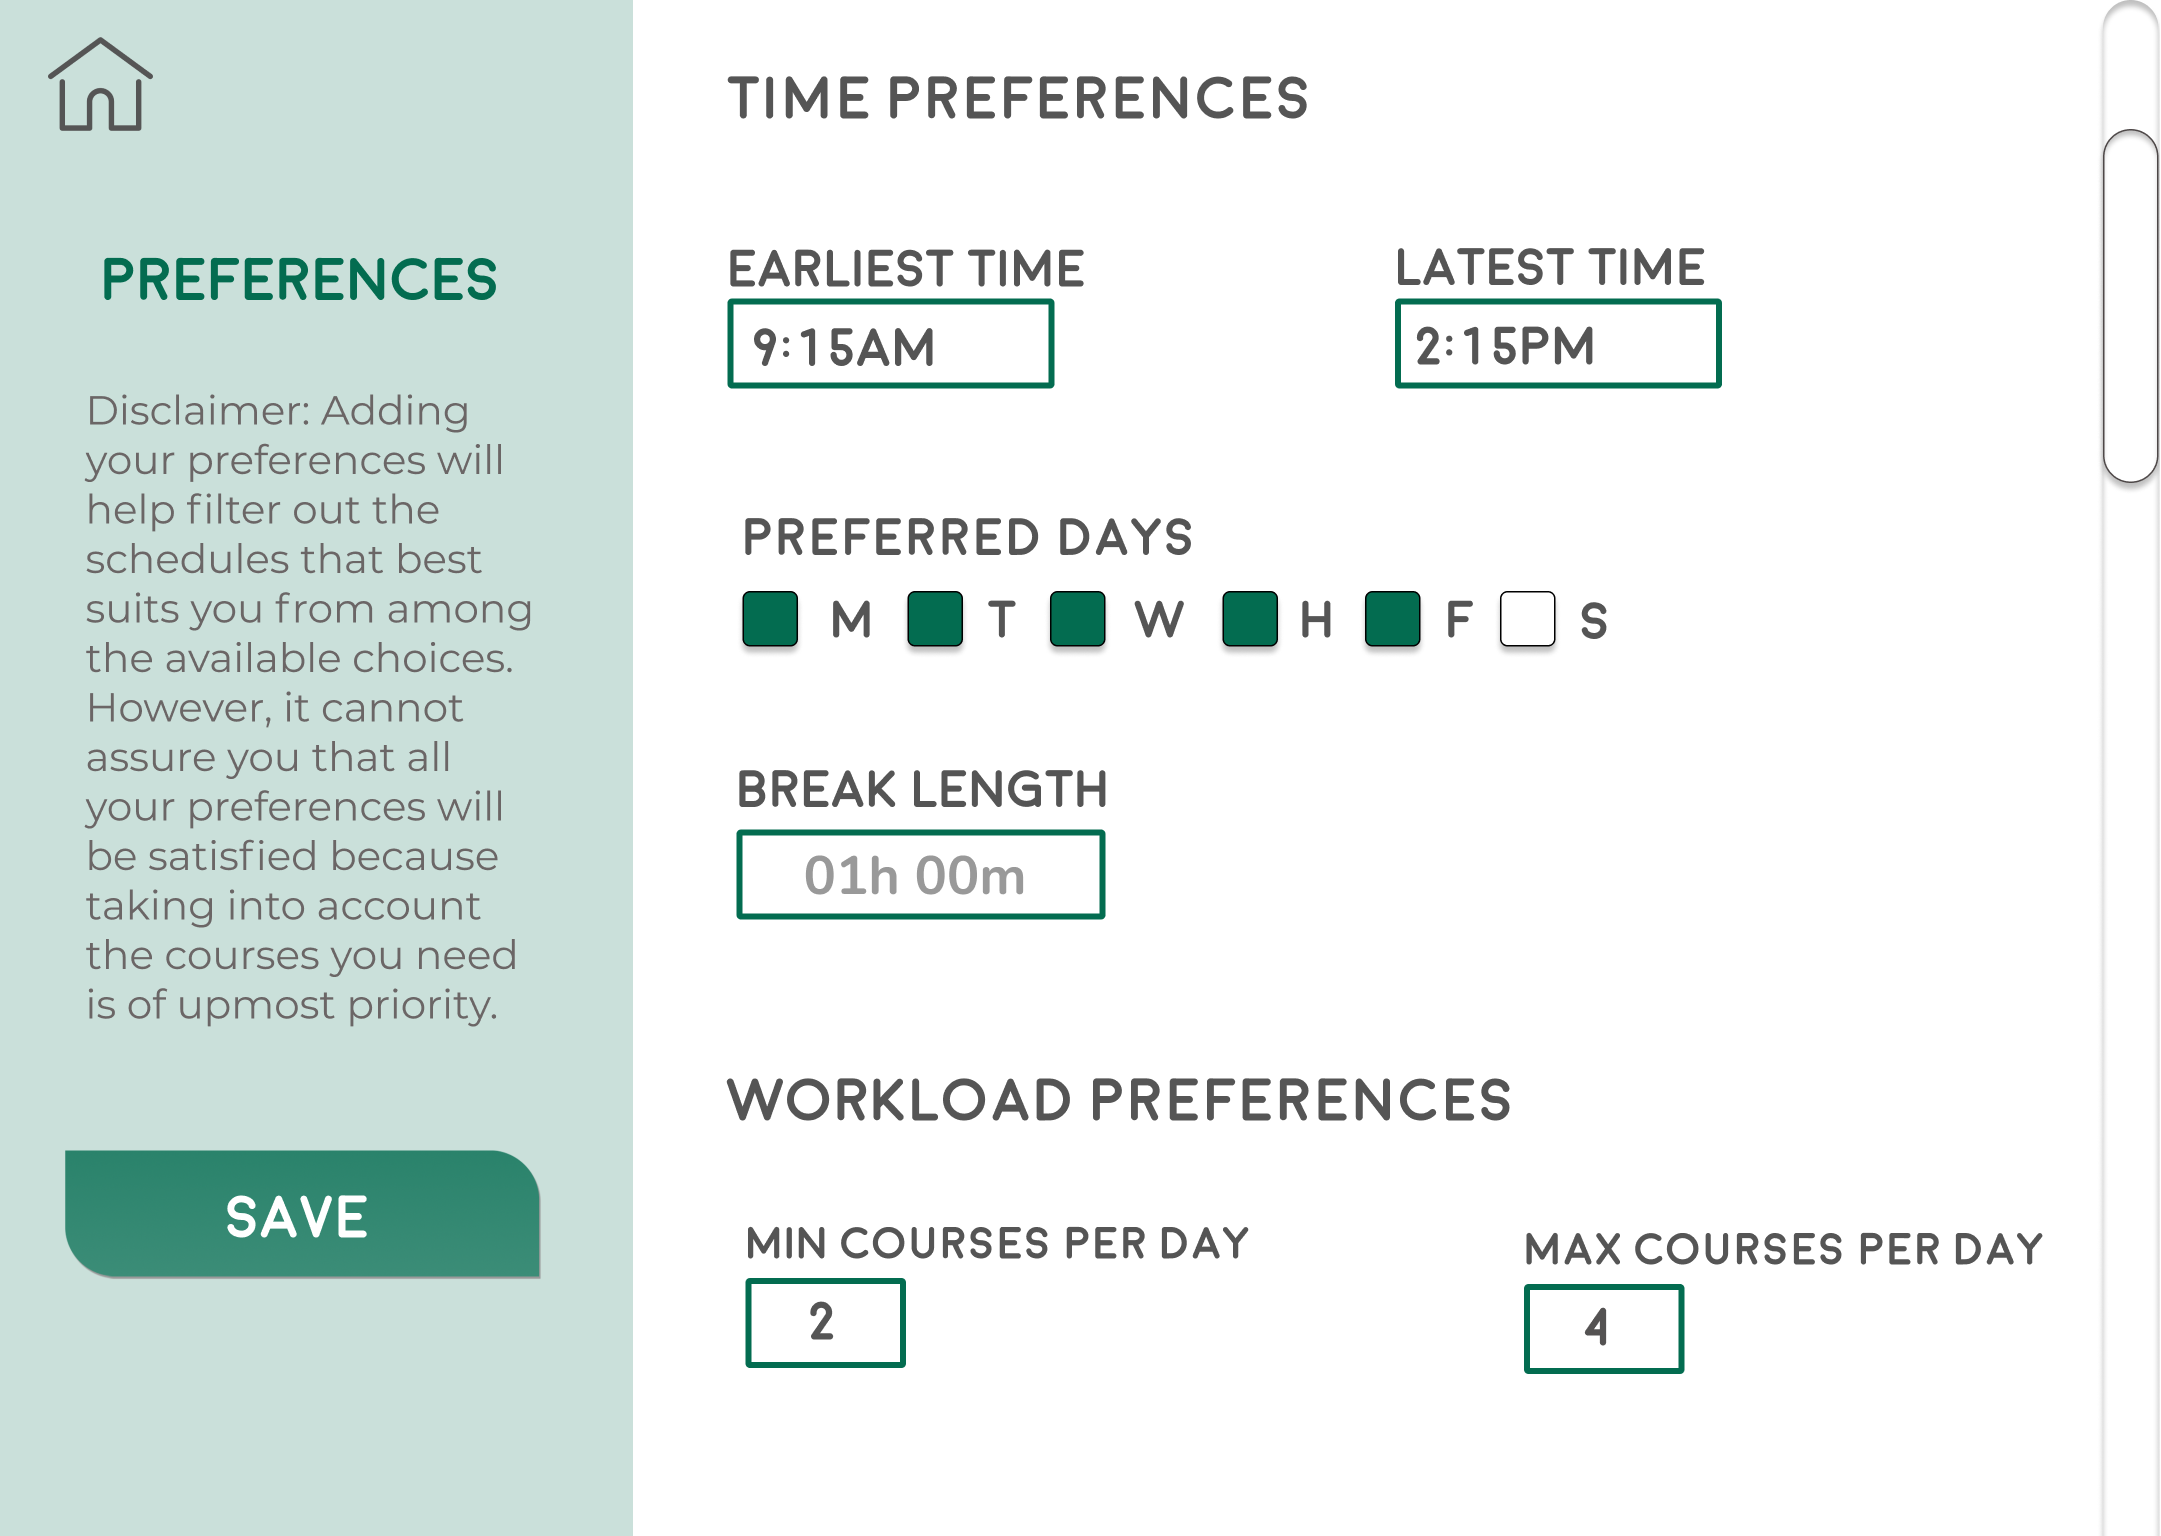 PREFERENCES
Disclaimer: Adding
your preferences will
help filter out the
schedules that best
suits you from among
the available choices.
However, it cannot
assure you that all
your preferences will
be satisfied because
taking into account
the courses you need
is of upmost priority.
SAVE
TIME PREFERENCES
EARLIEST TIME
9:15AM
LATEST TIME
2:15PM
PREFERRED DAYS
M T W H F S
BREAK LENGTH
01h 00m
WORKLOAD PREFERENCES
MIN COURSES PER DAY
2
MAX COURSES PER DAY
4